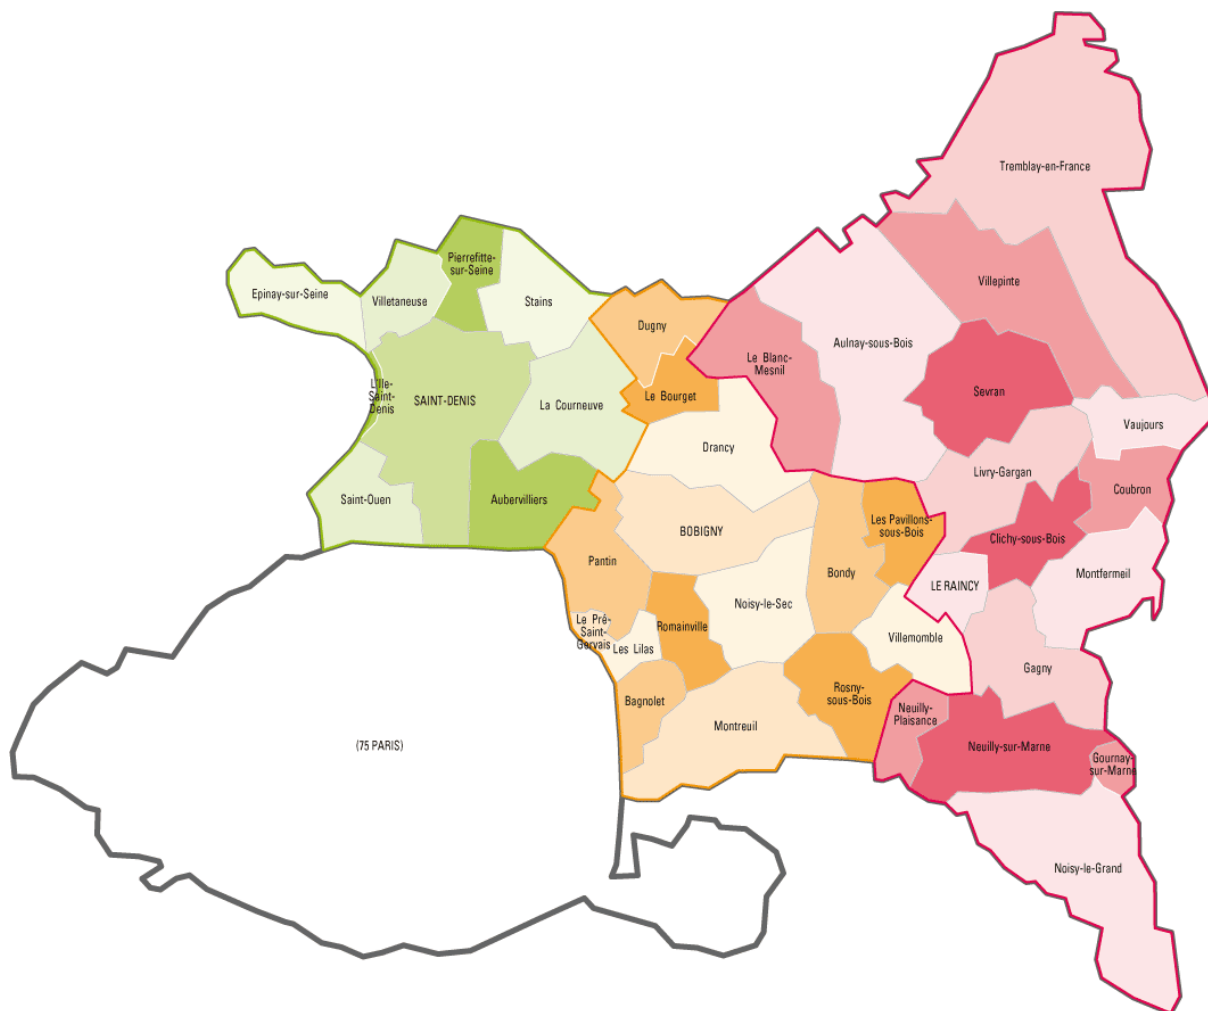 Tremblay-en-France
Pierrefitte-
sur-Seine
Epinay-sur-Seine
Villetaneuse
Stains
Villepinte
Dugny
Aulnay-sous-Bois
Le Blanc-
Mesnil
L'Ile-
Saint-
Denis
SAINT-DENIS
La Courneuve
Le Bourget
Sevran
Vaujours
Drancy
Livry-Gargan
Coubron
Saint-Ouen
Aubervilliers
BOBIGNY
Les Pavillons-
sous-Bois
Clichy-sous-Bois
Pantin
Bondy
LE RAINCY
Montfermeil
Noisy-le-Sec
Le Pré-
Saint-
Gervais
Romainville
Les Lilas
Villemomble
Gagny
Bagnolet
Rosny-
sous-Bois
Neuilly-
Plaisance
Montreuil
(75 PARIS)
Neuilly-sur-Marne
Gournay-
sur-Marne
Noisy-le-Grand